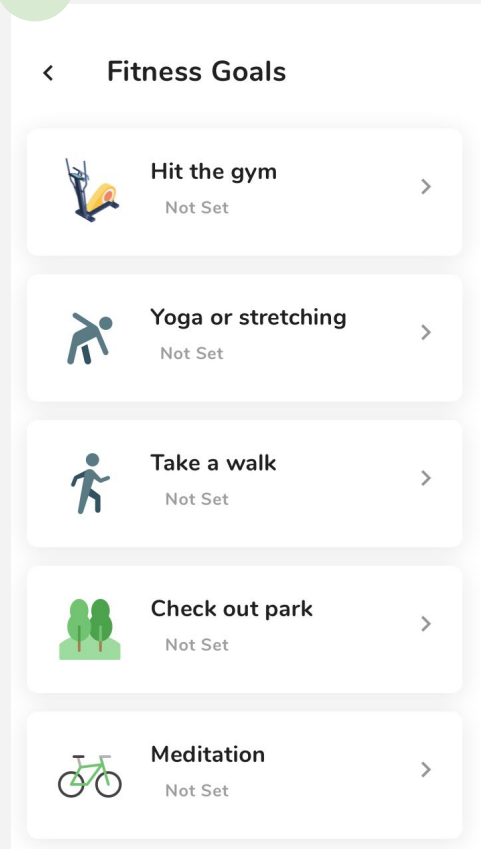 Fitness Goals
Hit the gym
Not Set
Yoga or stretching
Not Set
Take a walk
Not Set
Check out park
Not Set
Meditation
Not Set